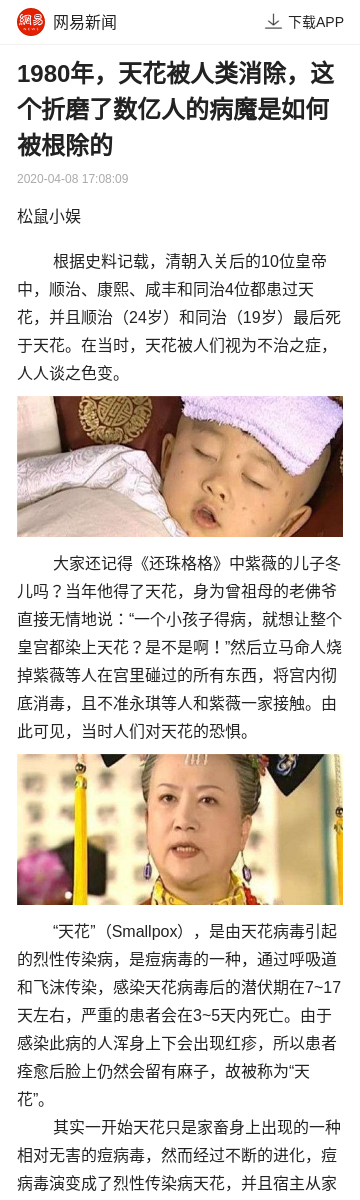 網易
NEWS
网易新闻
下载APP
1980年，天花被人类消除，这
个折磨了数亿人的病魔是如何
被根除的
2020-04-08 17:08:09
松鼠小娱
根据史料记载，清朝入关后的10位皇帝
中，顺治、康熙、咸丰和同治4位都患过天
花，并且顺治（24岁）和同治（19岁）最后死
于天花。在当时，天花被人们视为不治之症，
人人谈之色变。
大家还记得《还珠格格》中紫薇的儿子冬
儿吗？当年他得了天花，身为曾祖母的老佛爷
直接无情地说：“一个小孩子得病，就想让整个
皇宫都染上天花？是不是啊！”然后立马命人烧
掉紫薇等人在宫里碰过的所有东西，将宫内彻
底消毒，且不准永琪等人和紫薇一家接触。由
此可见，当时人们对天花的恐惧。
“天花”（Smallpox），是由天花病毒引起
的烈性传染病，是痘病毒的一种，通过呼吸道
和飞沫传染，感染天花病毒后的潜伏期在7~17
天左右，严重的患者会在3~5天内死亡。由于
感染此病的人浑身上下会出现红疹，所以患者
痊愈后脸上仍然会留有麻子，故被称为“天
花”。
其实一开始天花只是家畜身上出现的一种
相对无害的痘病毒，然而经过不断的进化，痘
病毒演变成了烈性传染病天花，并且宿主从家